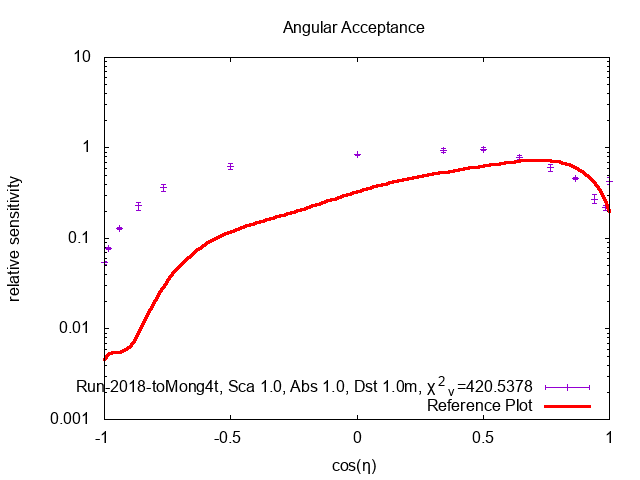 Angular Acceptance
10
1
0.1
0.01
0.001
relative sensitivity
Run-2018-toMong4t, Sca 1.0, Abs 1.0, Dst 1.0m, χ²ᵥ=420.5378
Reference Plot
-1 -0.5 0 0.5 1
cos(η)